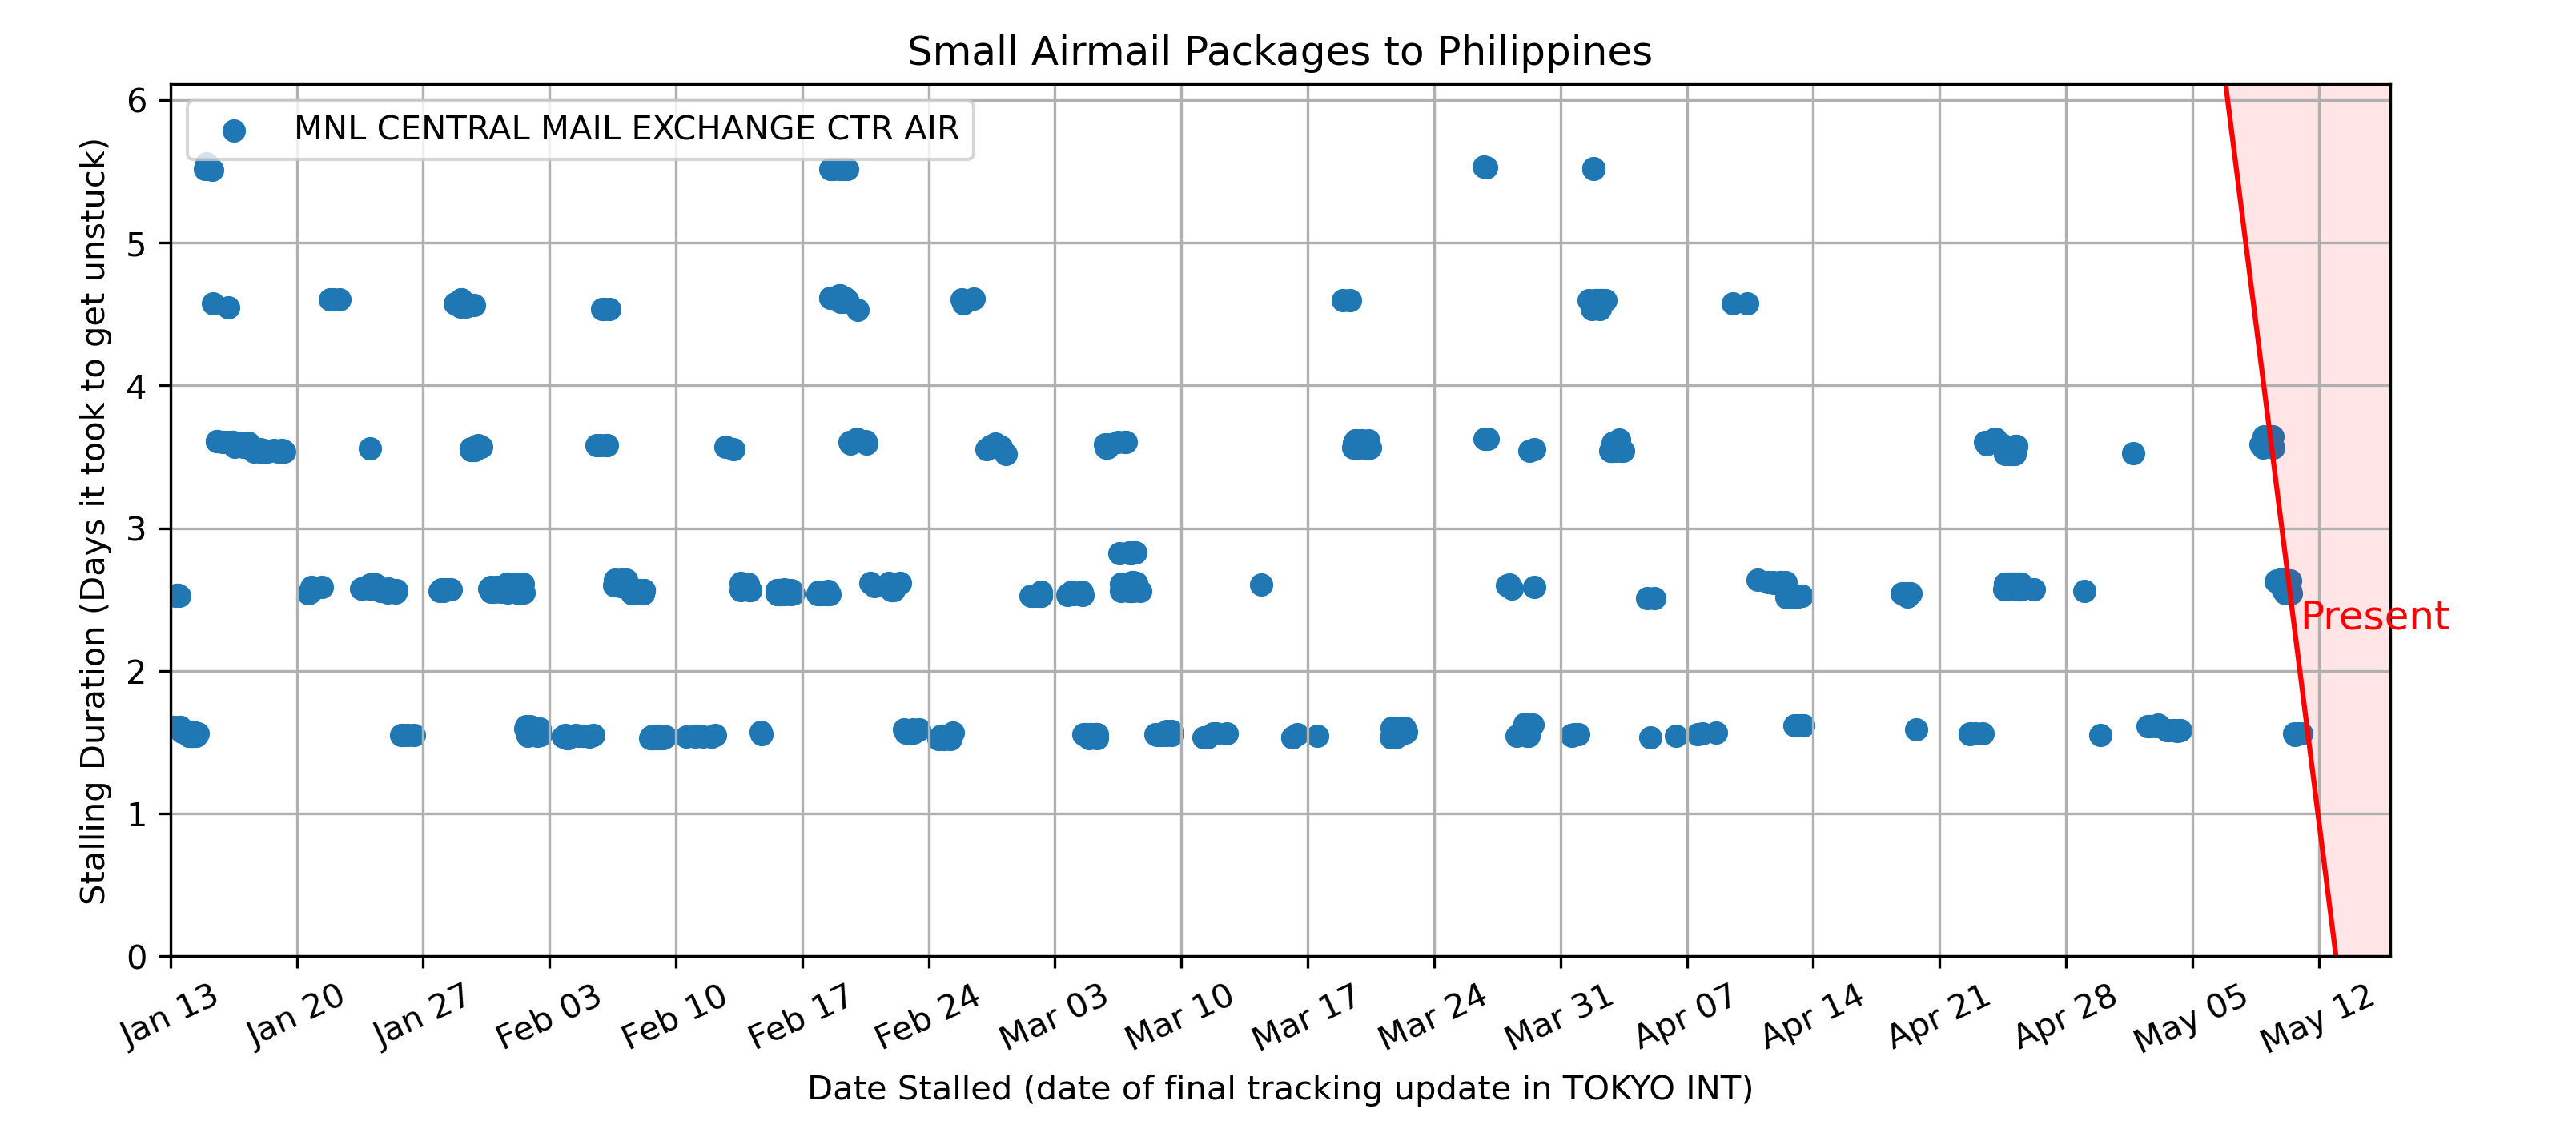 Small Airmail Packages to Philippines
MNL CENTRAL MAIL EXCHANGE CTR AIR
Stalling Duration (Days it took to get unstuck)
6
5
4
3
2
1
0
Present
Jan 13
Jan 20
Jan 27
Feb 03
Feb 10
Feb 17
Feb 24
Mar 03
Mar 10
Mar 17
Mar 24
Mar 31
Apr 07
Apr 14
Apr 21
Apr 28
May 05
May 12
Date Stalled (date of final tracking update in TOKYO INT)